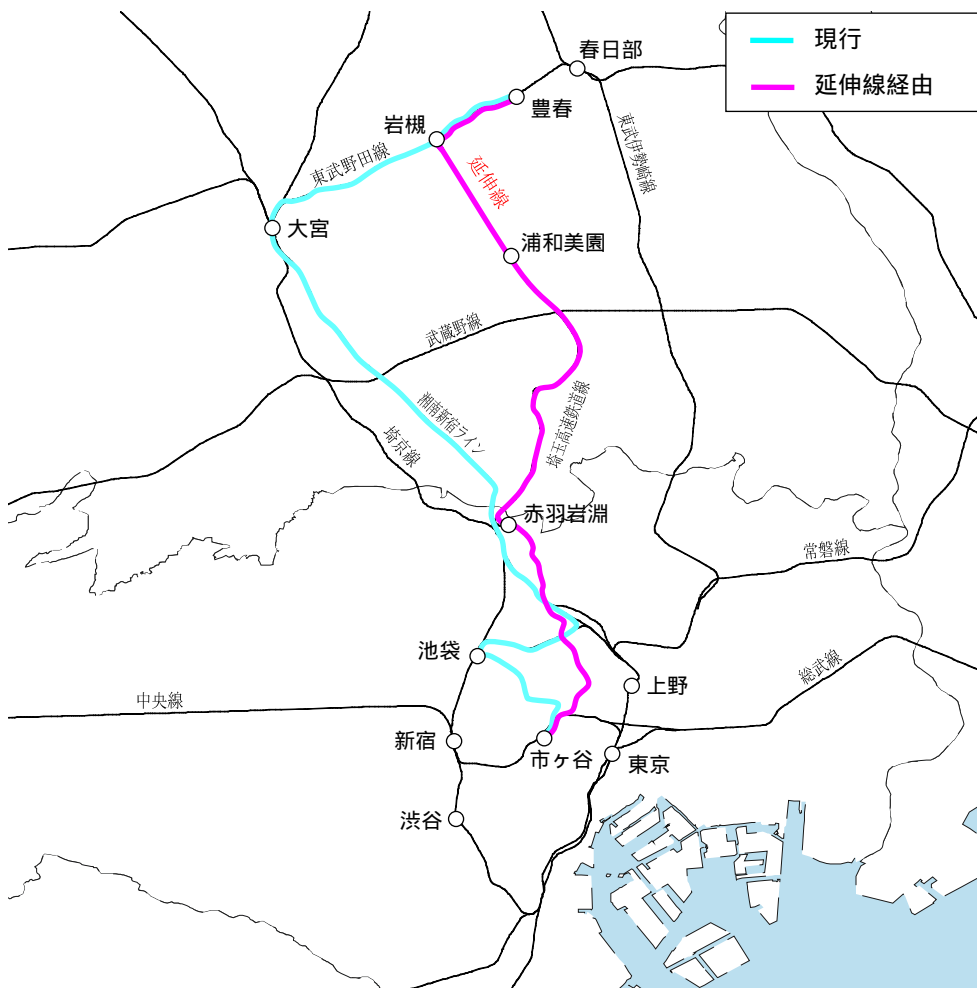 現行
延伸線経由
春日部
豊春
岩槻
東武伊勢崎線
東武野田線
延伸線
大宮
浦和美園
武蔵野線
湘南新宿ライン
埼玉高速鉄道線
埼京線
赤羽岩淵
常磐線
池袋
上野
総武線
中央線
新宿
市ヶ谷
東京
渋谷